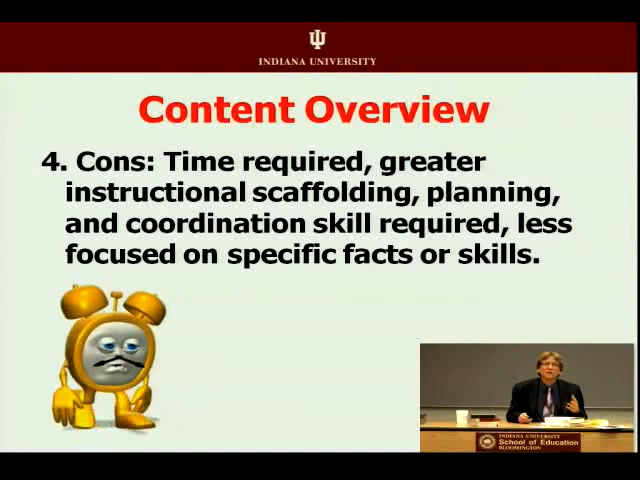 INDIANA UNIVERSITY
Content Overview
4. Cons: Time required, greater
instructional scaffolding, planning,
and coordination skill required, less
focused on specific facts or skills.
INDIANA UNIVERSITY
School of Education
BLOOMINGTON